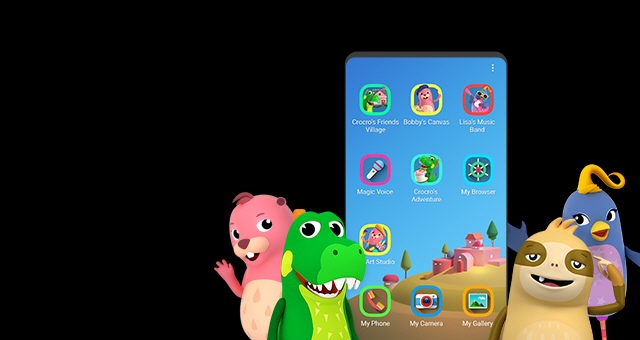 Crocro's Friends Village
Bobby's Canvas
Lisa's Music Band
Magic Voice
Crocro's Adventure
My Browser
Art Studio
My Phone
My Camera
My Gallery